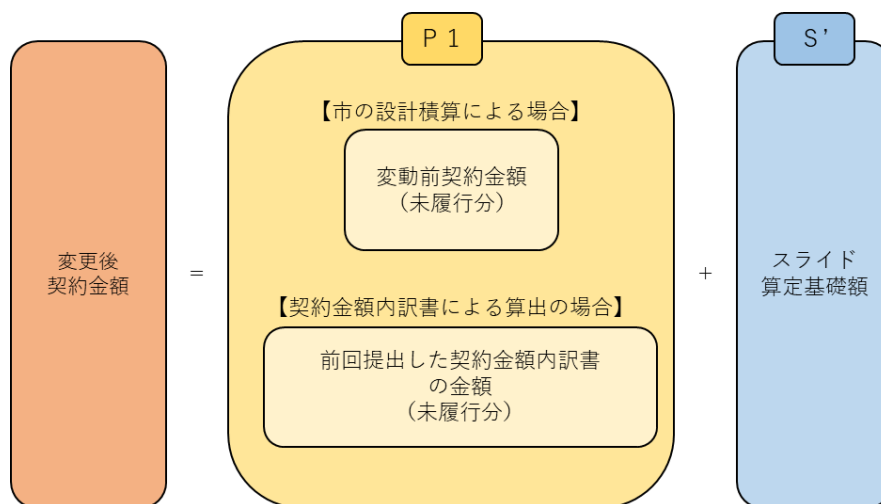 Ｐ１
Ｓ’
【市の設計積算による場合】
変動前契約金額
（未履行分）
変更後
契約金額
＝
＋
スライド
算定基礎額
【契約金額内訳書による算出の場合】
前回提出した契約金額内訳書
の金額
（未履行分）